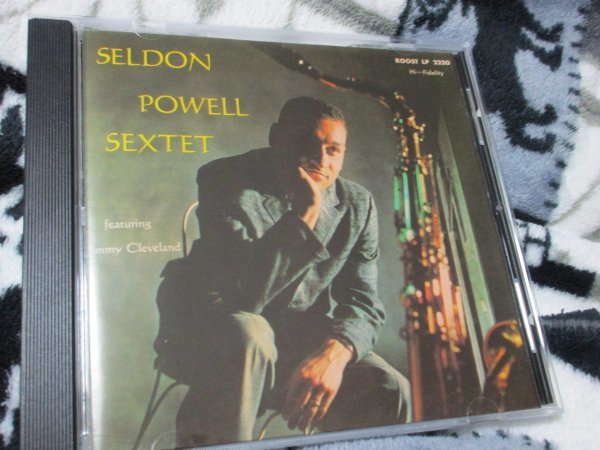 SELDON
POWELL
SEXTET
ROOST LP 2220
Hi-Fidelity
featuring
mmy Cleveland